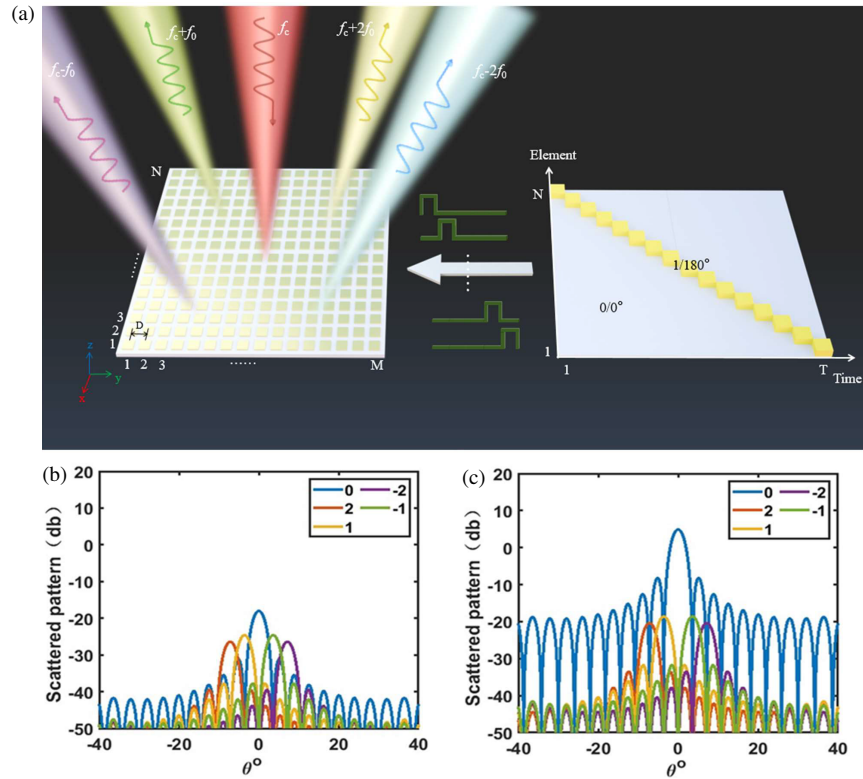 (a)
fc-f0
fc+f0
fc
fc+2f0
fc-2f0
N
......
3
2
1
D
1 2 3 ...... M
z
y
x
Element
N
1/180°
0/0°
1
1
T
Time
(b)
20
10
0
-10
-20
-30
-40
-50
Scattered pattern（db）
-40 -20 0 20 40
θ°
0 -2
2 -1
1
(c)
20
10
0
-10
-20
-30
-40
-50
Scattered pattern（db）
-40 -20 0 20 40
θ°
0 -2
2 -1
1